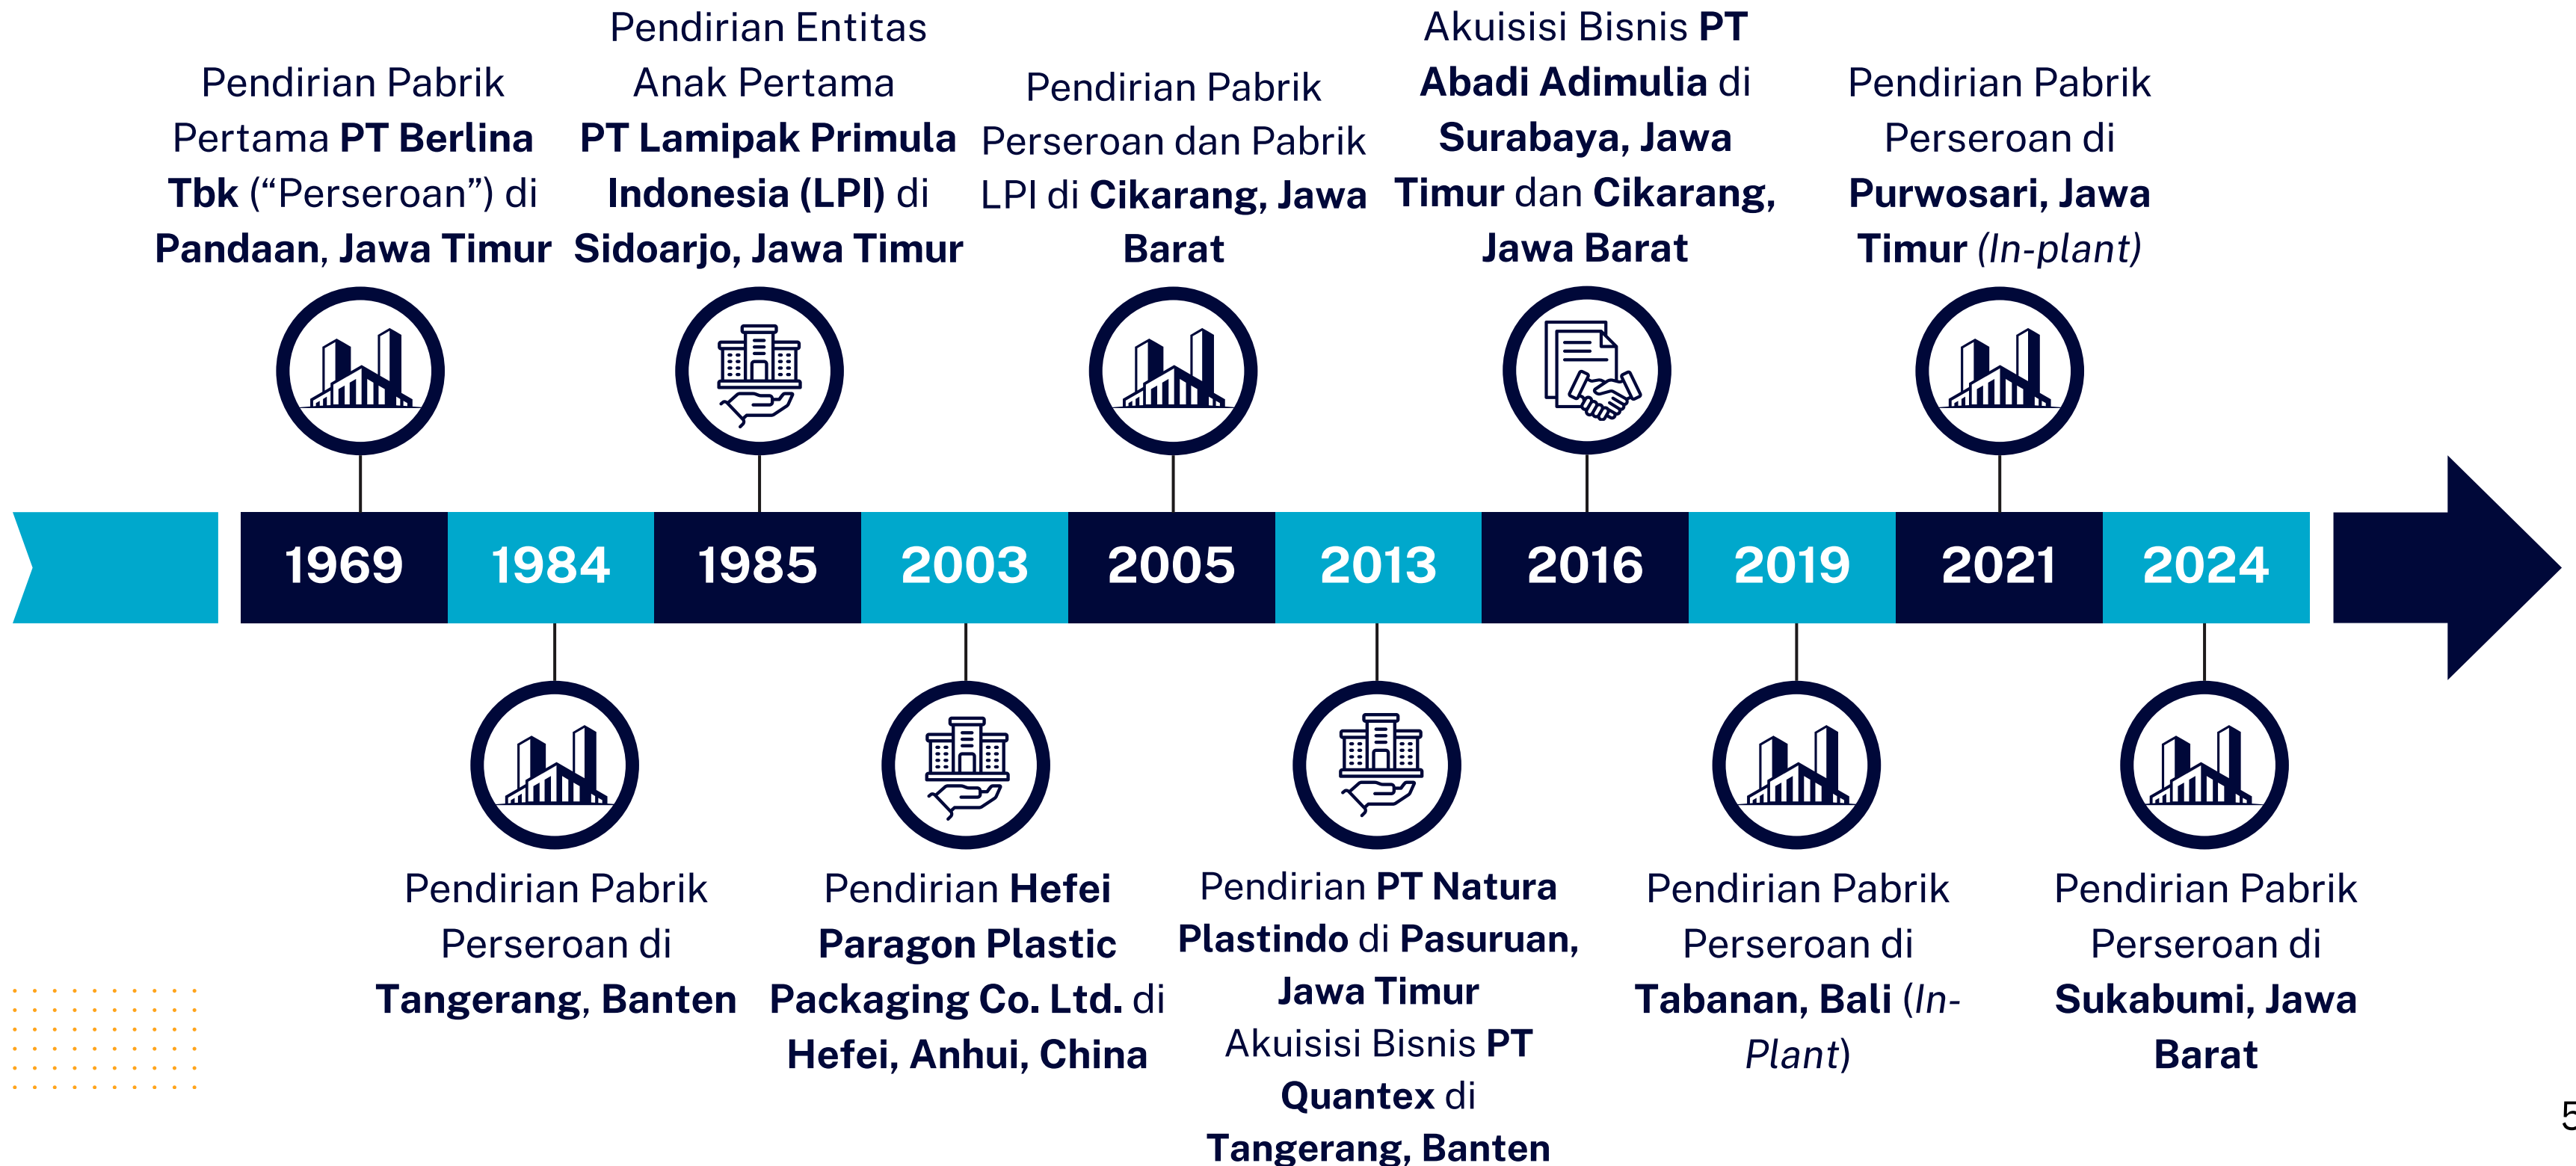 Pendirian Pabrik
Pertama PT Berlina
Tbk (“Perseroan”) di
Pandaan, Jawa Timur
Pendirian Entitas
Anak Pertama
PT Lamipak Primula
Indonesia (LPI) di
Sidoarjo, Jawa Timur
Pendirian Pabrik
Perseroan dan Pabrik
LPI di Cikarang, Jawa
Barat
Akuisisi Bisnis PT
Abadi Adimulia di
Surabaya, Jawa
Timur dan Cikarang,
Jawa Barat
Pendirian Pabrik
Perseroan di
Purwosari, Jawa
Timur (In-plant)
1969
1984
1985
2003
2005
2013
2016
2019
2021
2024
Pendirian Pabrik
Perseroan di
Tangerang, Banten
Pendirian Hefei
Paragon Plastic
Packaging Co. Ltd. di
Hefei, Anhui, China
Pendirian PT Natura
Plastindo di Pasuruan,
Jawa Timur
Akuisisi Bisnis PT
Quantex di
Tangerang, Banten
Pendirian Pabrik
Perseroan di
Tabanan, Bali (In-
Plant)
Pendirian Pabrik
Perseroan di
Sukabumi, Jawa
Barat
5